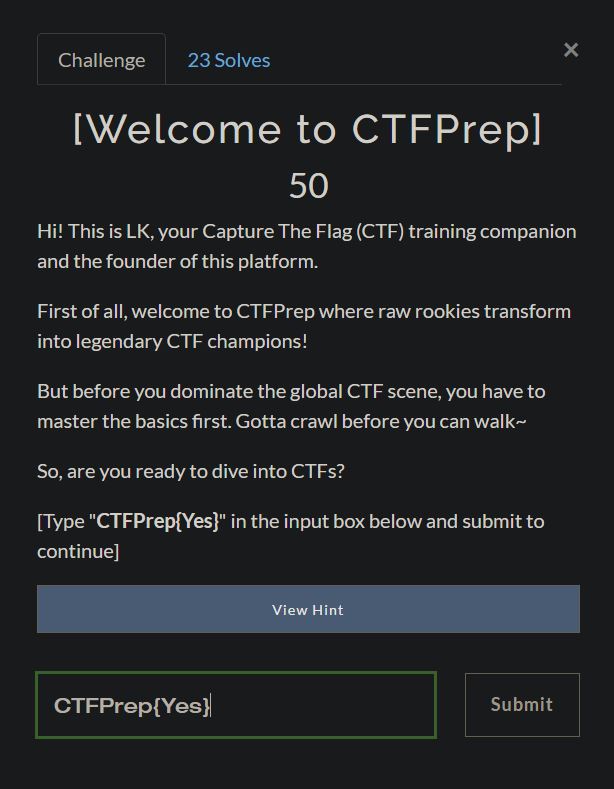 Challenge
23 Solves
×
[Welcome to CTFPrep]
50
Hi! This is LK, your Capture The Flag (CTF) training companion
and the founder of this platform.
First of all, welcome to CTFPrep where raw rookies transform
into legendary CTF champions!
But before you dominate the global CTF scene, you have to
master the basics first. Gotta crawl before you can walk~
So, are you ready to dive into CTFs?
[Type "CTFPrep{Yes}" in the input box below and submit to
continue]
View Hint
CTFPrep{Yes}
Submit